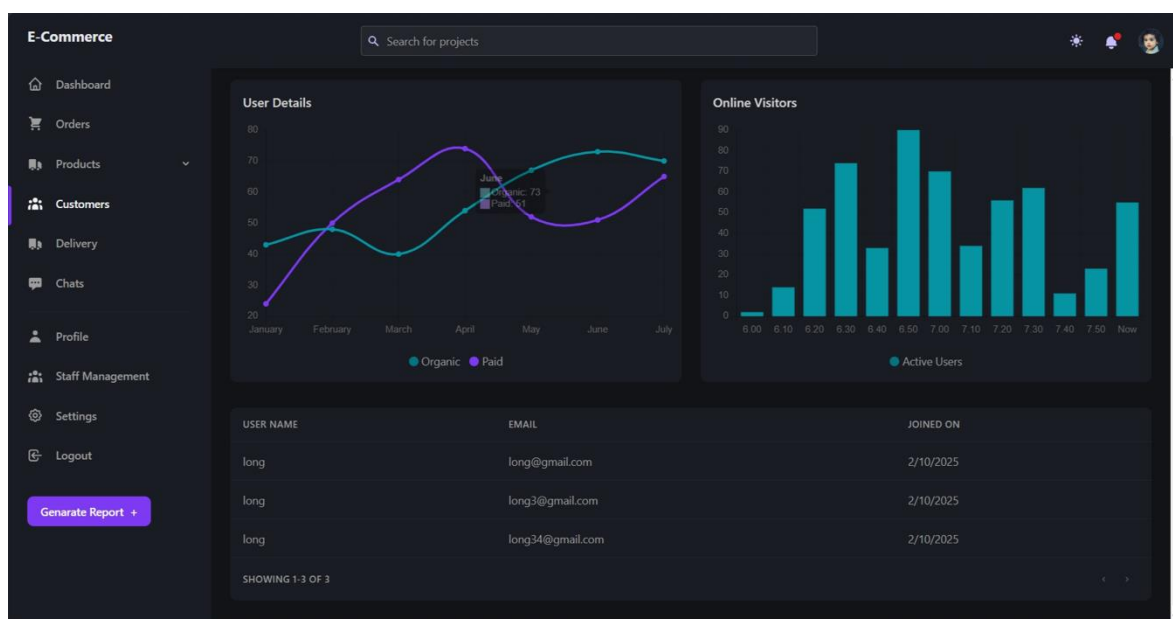 E-Commerce
Search for projects
Dashboard
Orders
Products
Customers
Delivery
Chats
Profile
Staff Management
Settings
Logout
Genarate Report +
User Details
80
70
60
50
40
30
20
January February March April May June July
June
Organic: 73
Paid: 51
Organic Paid
Online Visitors
90
80
70
60
50
40
30
20
10
0
6.00 6.10 6.20 6.30 6.40 6.50 7.00 7.10 7.20 7.30 7.40 7.50 Now
Active Users
USER NAME EMAIL JOINED ON
long long@gmail.com 2/10/2025
long long3@gmail.com 2/10/2025
long long34@gmail.com 2/10/2025
SHOWING 1-3 OF 3